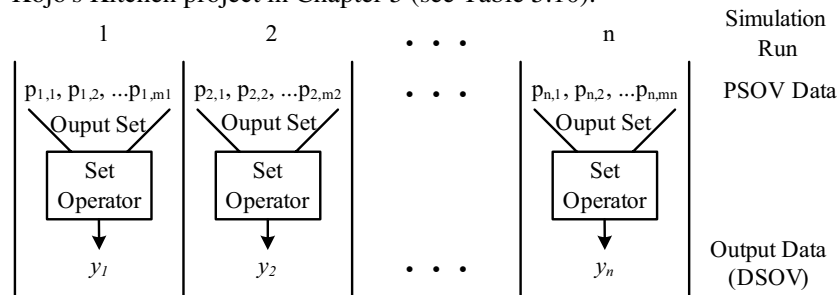 Kojo's Kitchen project in Chapter 3 (see Table 3.10).
1 2 • • • n Simulation Run
p1,1, p1,2, ...p1,m1 p2,1, p2,2, ...p2,m2 • • • pn,1, pn,2, ...pn,mn PSOV Data
Ouput Set Ouput Set Ouput Set
Set Operator Set Operator Set Operator
y1 y2 • • • yn Output Data (DSOV)